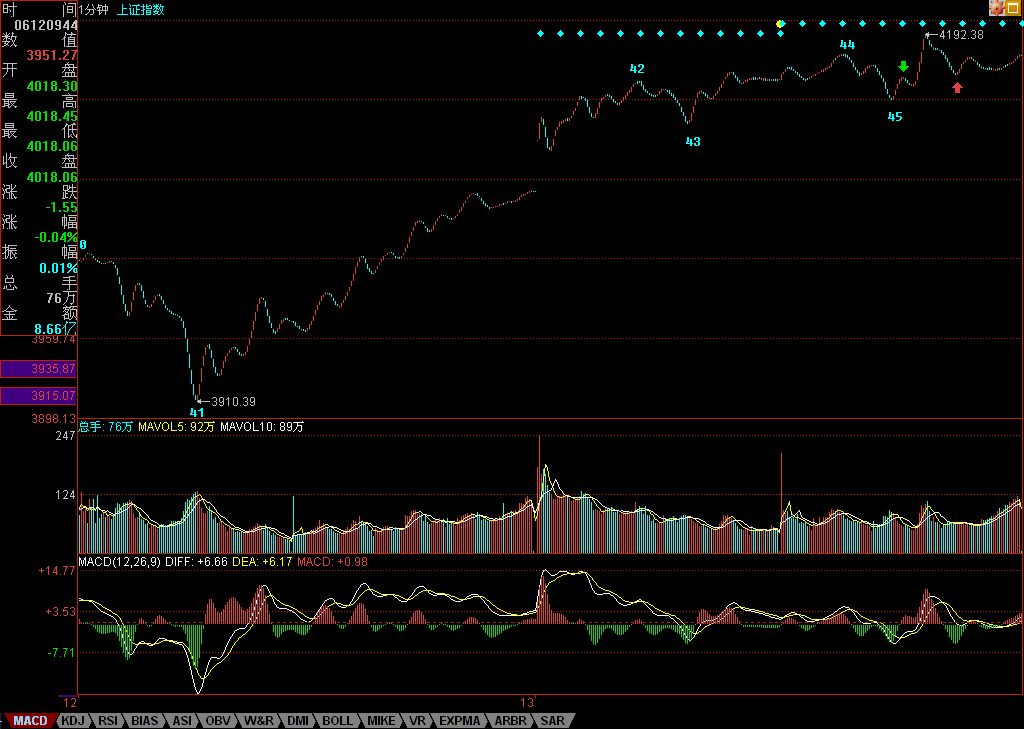 1分钟 上证指数
时 间
06120944
数 值
3951.27
开 盘
4018.30
最 高
4018.45
最 低
4018.06
收 盘
4018.06
涨 跌
-1.55
涨 幅
-0.04%
振 幅
0.01%
总 手
76万
金 额
8.66亿
3959.74
3935.87
3915.07
3898.13
0
41
3910.39
42
43
44
45
4192.38
总手: 76万 MAVOL5: 92万 MAVOL10: 89万
247
124
MACD(12,26,9) DIFF: +6.66 DEA: +6.17 MACD: +0.98
+14.77
+3.53
-7.71
12 13
MACD KDJ RSI BIAS ASI OBV W&R DMI BOLL MIKE VR EXPMA ARBR SAR